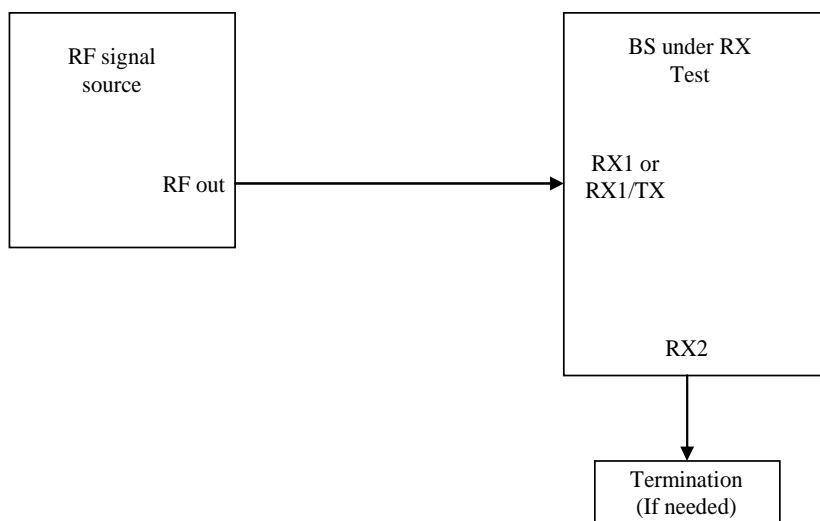 RF signal
source
RF out
BS under RX
Test
RX1 or
RX1/TX
RX2
Termination
(If needed)